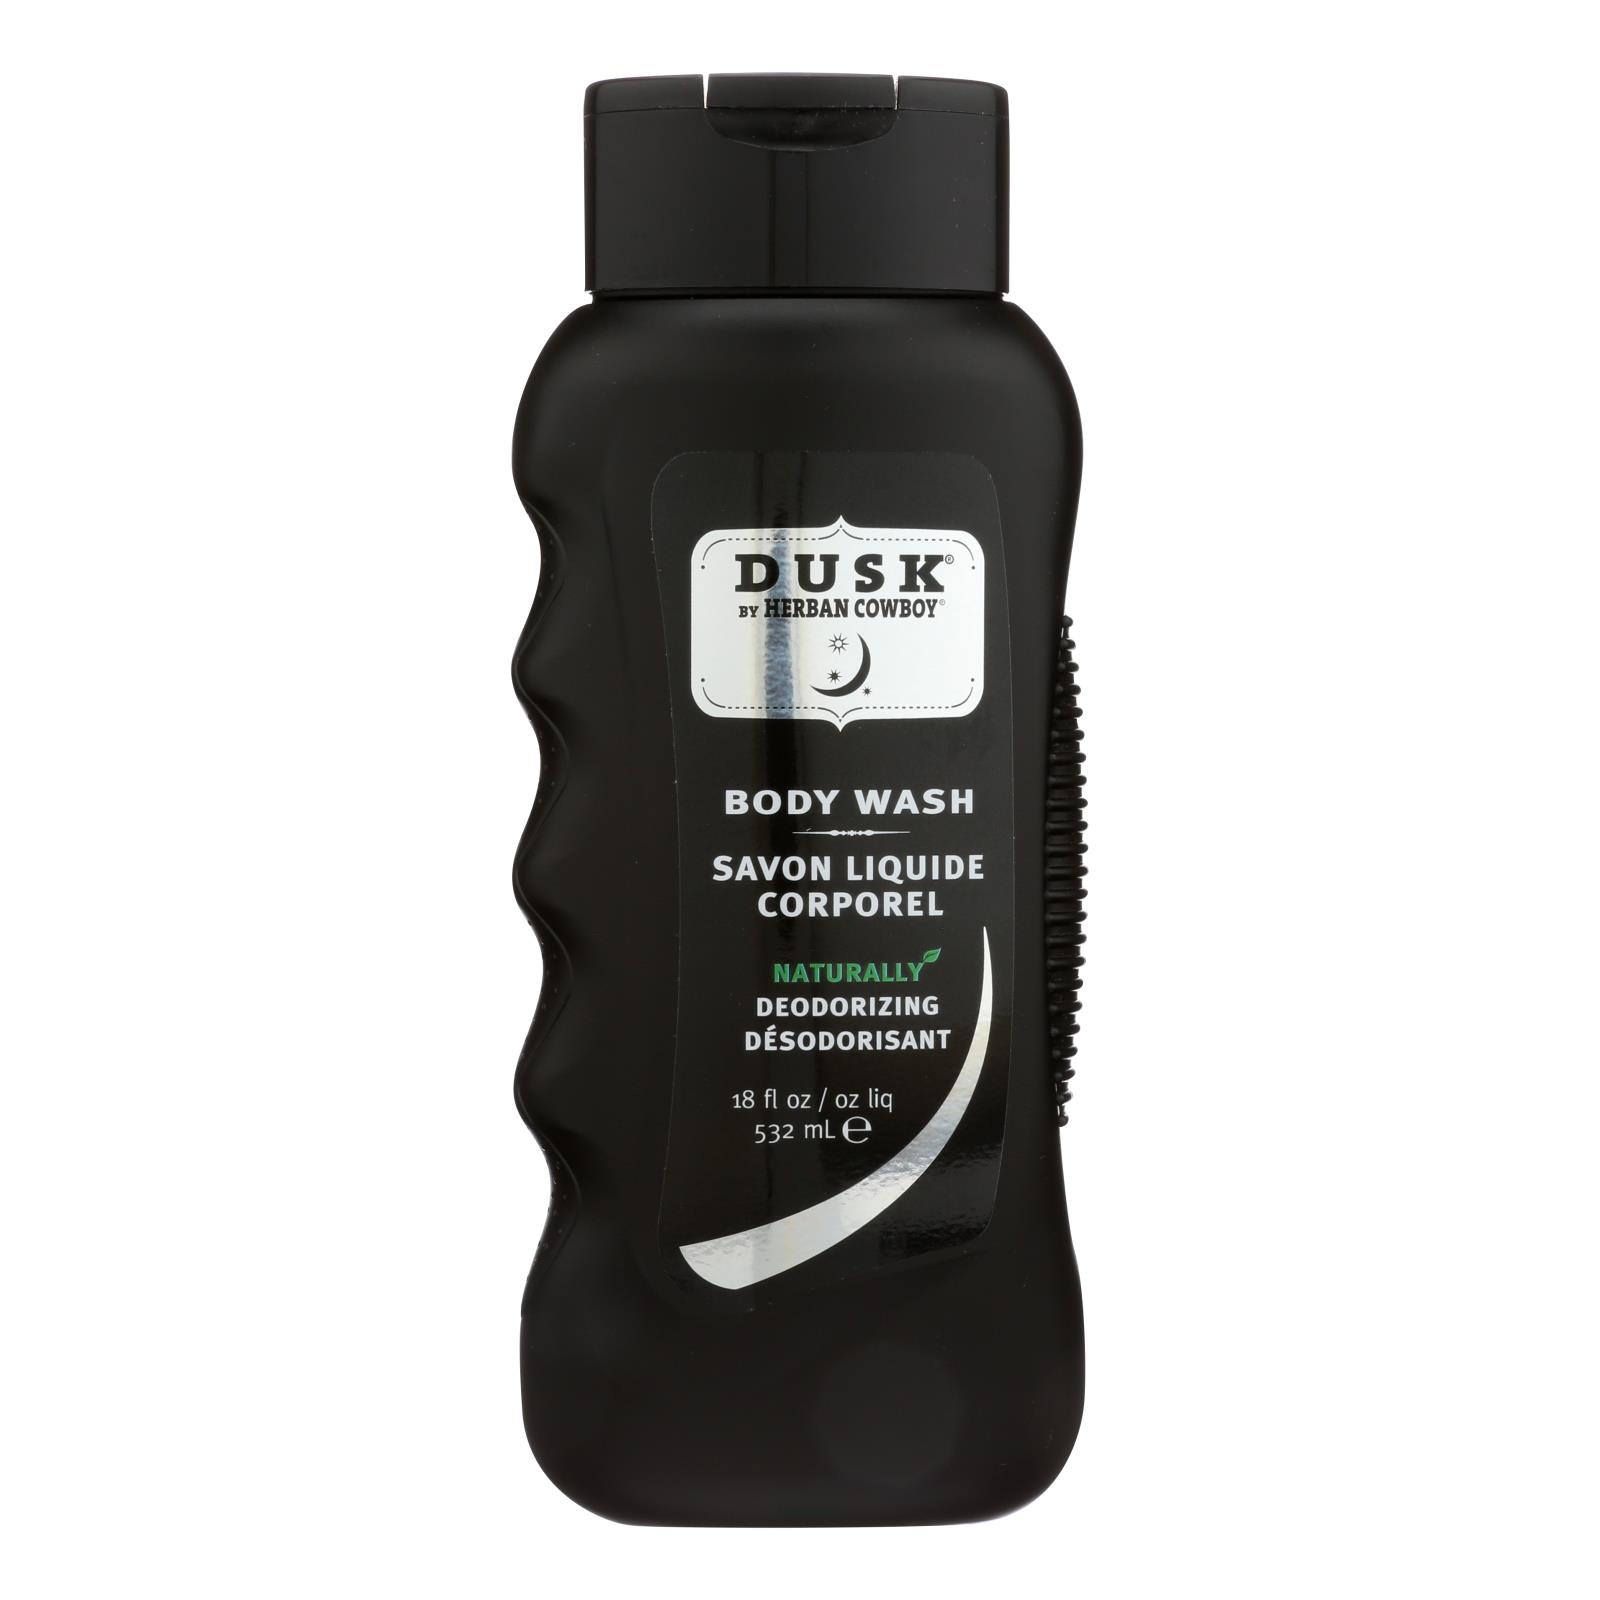 DUSK®
BY HERBAN COWBOY®
BODY WASH
SAVON LIQUIDE
CORPOREL
NATURALLY
DEODORIZING
DÉSODORISANT
18 fl oz / oz liq
532 mL ℮